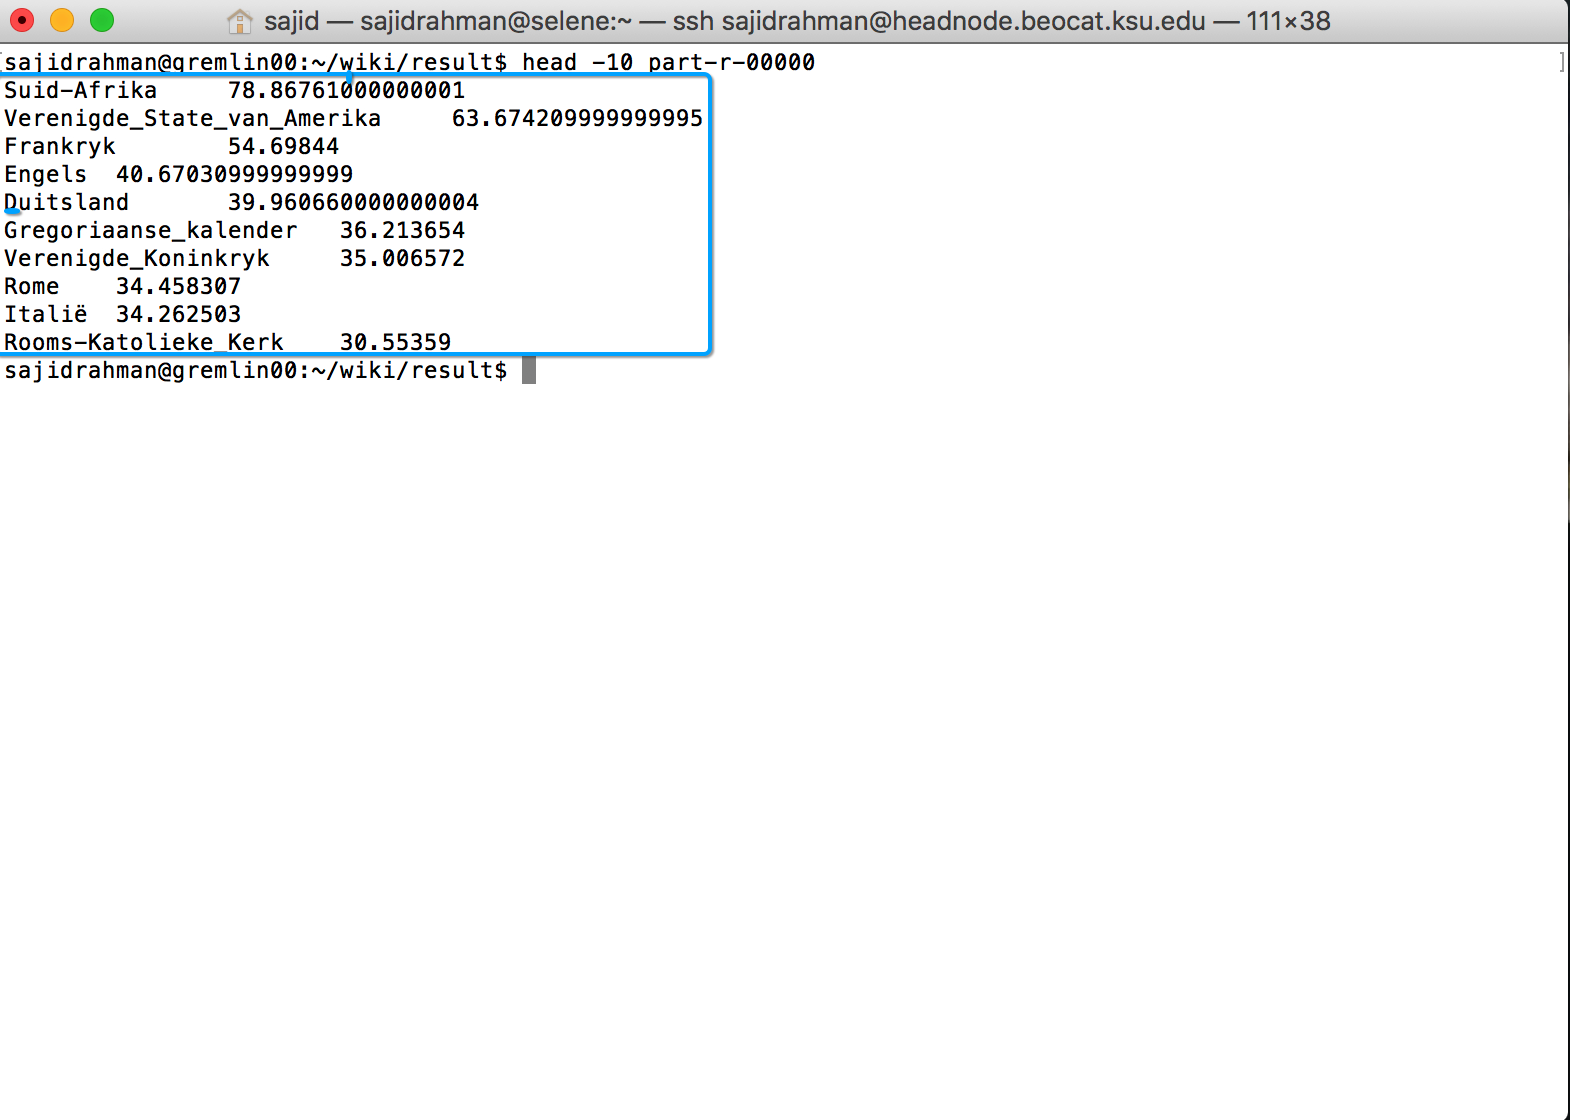 sajid — sajidrahman@selene:~ — ssh sajidrahman@headnode.beocat.ksu.edu — 111×38
[sajidrahman@gremlin00:~/wiki/result$ head -10 part-r-00000 ]
Suid-Afrika 78.86761000000001
Verenigde_State_van_Amerika 63.674209999999995
Frankryk 54.69844
Engels 40.67030999999999
Duitsland 39.960660000000004
Gregoriaanse_kalender 36.213654
Verenigde_Koninkryk 35.006572
Rome 34.458307
Italië 34.262503
Rooms-Katolieke_Kerk 30.55359
sajidrahman@gremlin00:~/wiki/result$